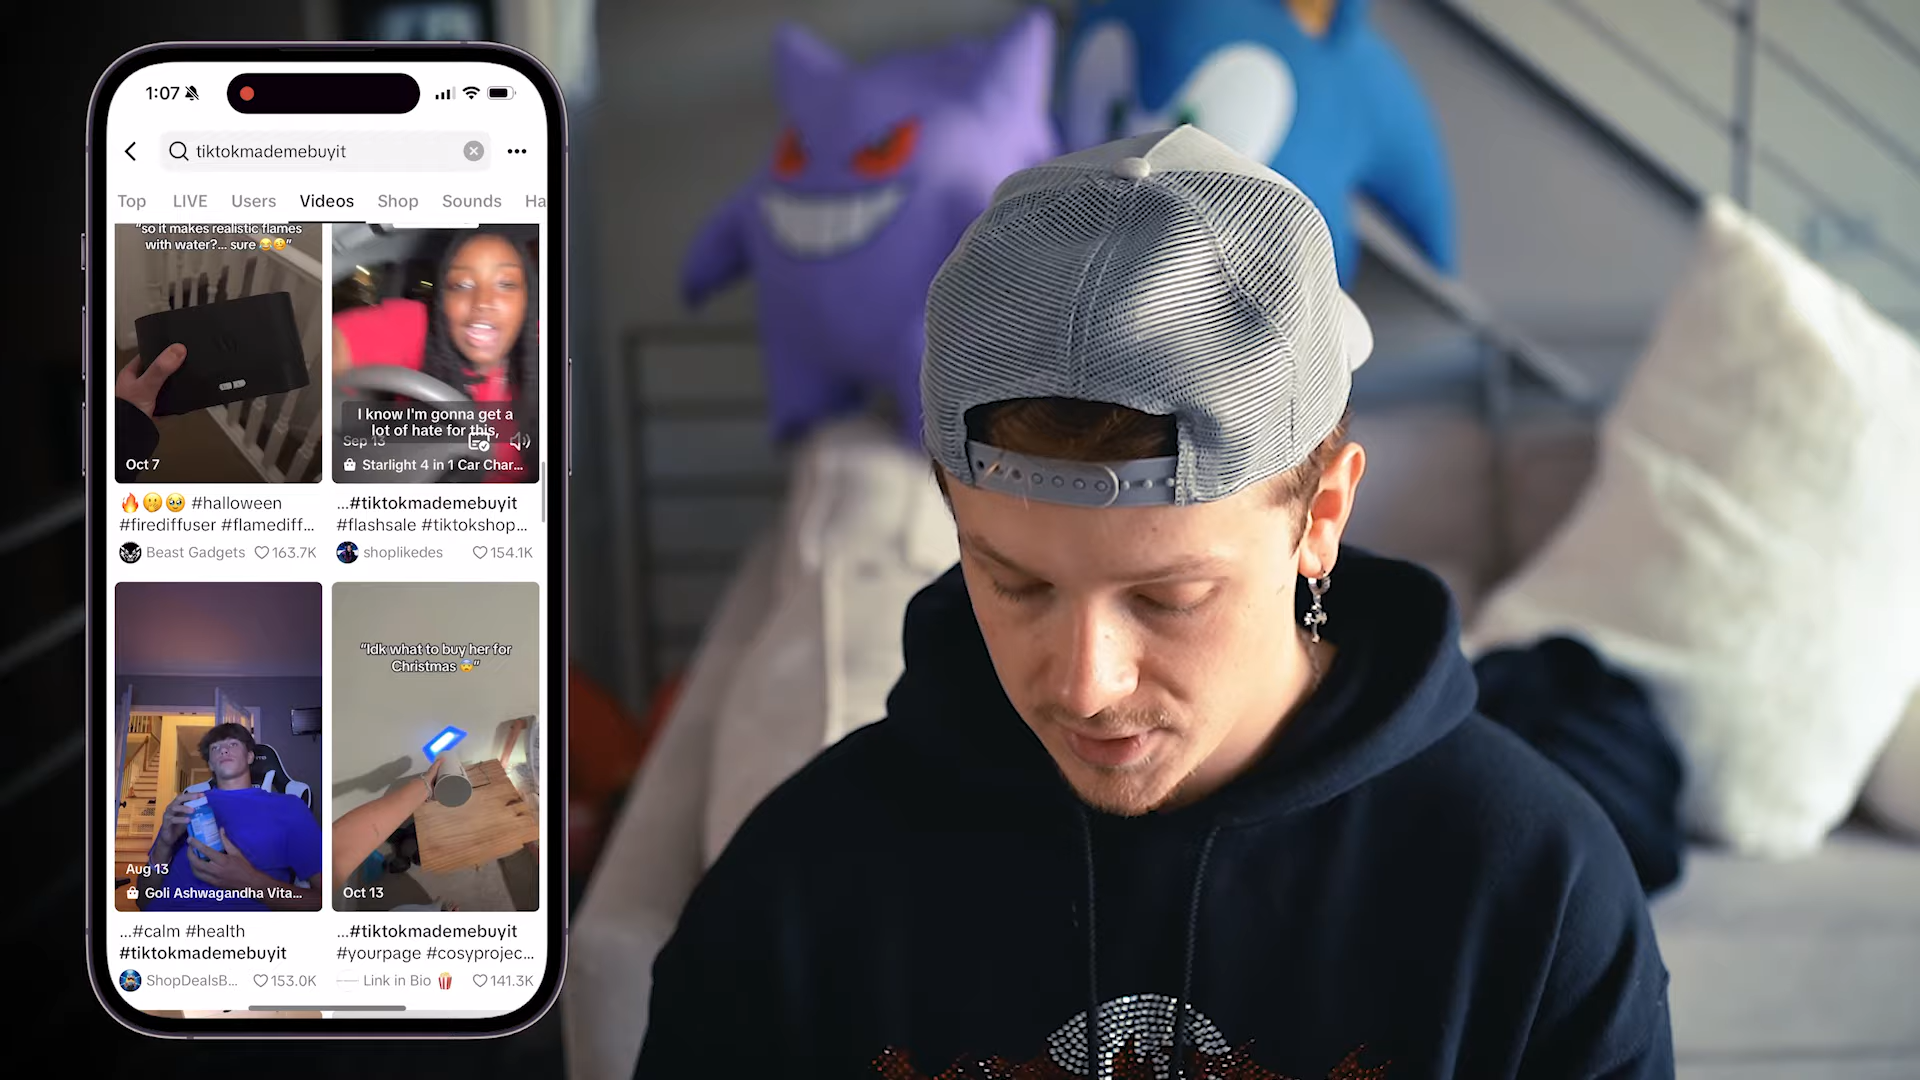 1:07
tiktokmademebuyit
Top LIVE Users Videos Shop Sounds Ha
"so it makes realistic flames
with water?... sure 😂🥴"
Oct 7
I know I'm gonna get a
lot of hate for this,
Sep 13
Starlight 4 in 1 Car Char...
🔥🤫🥹 #halloween
#firediffuser #flamediff...
Beast Gadgets 163.7K
...#tiktokmademebuyit
#flashsale #tiktokshop...
shoplikedes 154.1K
Aug 13
Goli Ashwagandha Vita...
"Idk what to buy her for
Christmas 🤯"
Oct 13
...#calm #health
#tiktokmademebuyit
ShopDealsB... 153.0K
...#tiktokmademebuyit
#yourpage #cosyprojec...
Link in Bio 🍿 141.3K